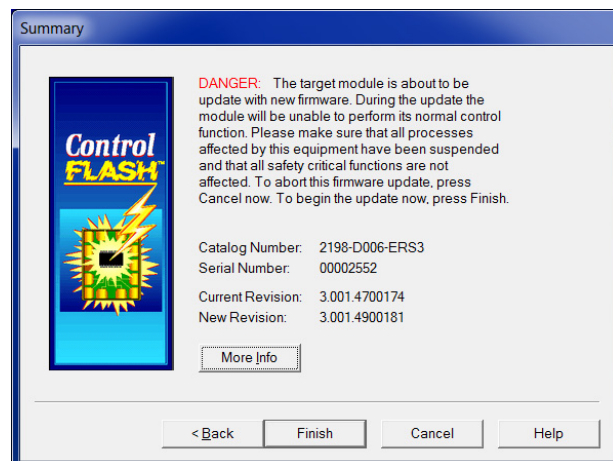 Summary
Control
FLASH™
DANGER: The target module is about to be
update with new firmware. During the update the
module will be unable to perform its normal control
function. Please make sure that all processes
affected by this equipment have been suspended
and that all safety critical functions are not
affected. To abort this firmware update, press
Cancel now. To begin the update now, press Finish.
Catalog Number: 2198-D006-ERS3
Serial Number: 00002552
Current Revision: 3.001.4700174
New Revision: 3.001.4900181
More Info
< Back Finish Cancel Help